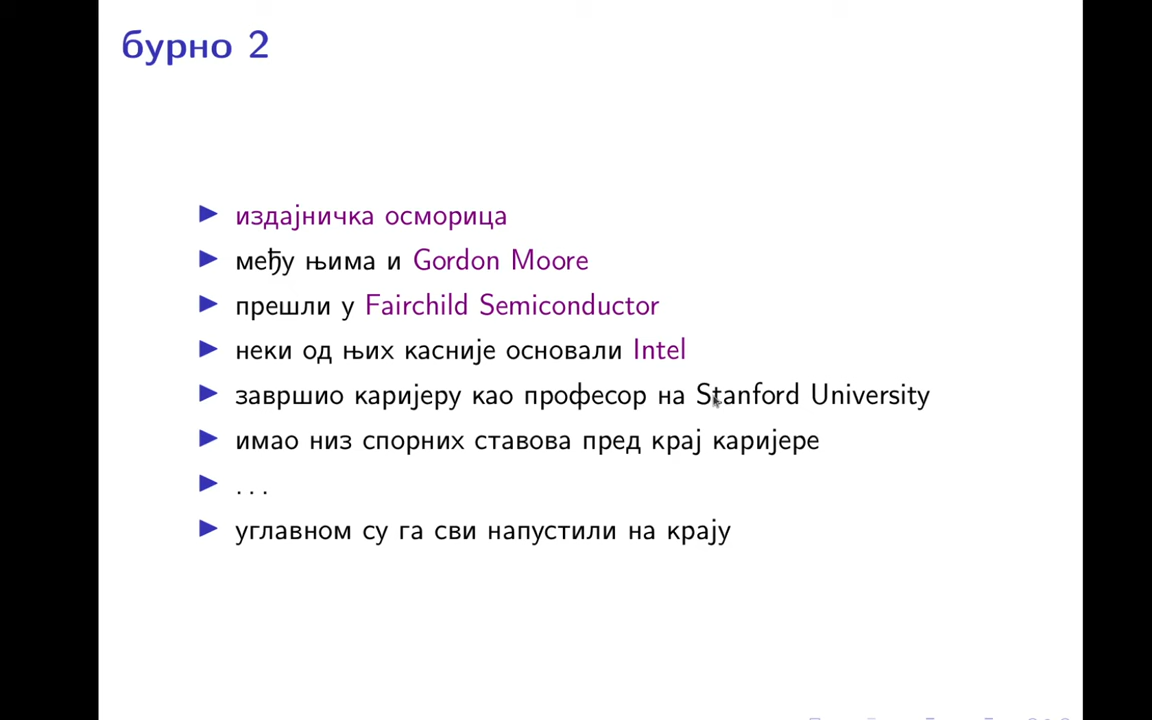 бурно 2
издајничка осморица
међу њима и Gordon Moore
прешли у Fairchild Semiconductor
неки од њих касније основали Intel
завршио каријеру као професор на Stanford University
имао низ спорних ставова пред крај каријере
...
углавном су га сви напустили на крају